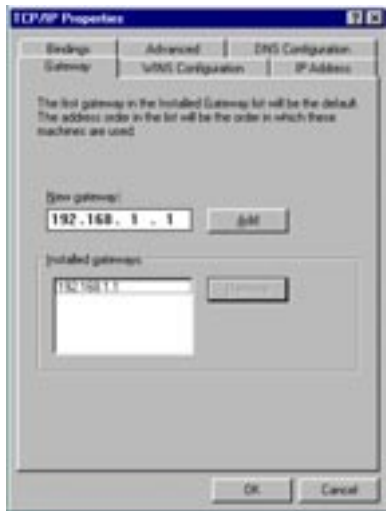 TCP/IP Properties
Bindings Advanced DNS Configuration
Gateway WINS Configuration IP Address
The first gateway in the Installed Gateway list will be the default.
The address order in the list will be the order in which these
machines are used.
New gateway:
192.168. 1 . 1 Add
Installed gateways:
192.168.1.1 Remove
OK Cancel